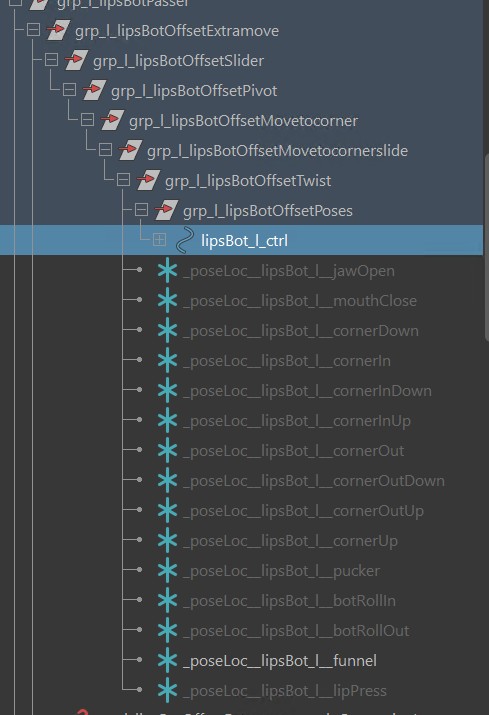 grp_l_lipsBotPasser
grp_l_lipsBotOffsetExtramove
grp_l_lipsBotOffsetSlider
grp_l_lipsBotOffsetPivot
grp_l_lipsBotOffsetMovetocorner
grp_l_lipsBotOffsetMovetocornerslide
grp_l_lipsBotOffsetTwist
grp_l_lipsBotOffsetPoses
lipsBot_l_ctrl
_poseLoc__lipsBot_l__jawOpen
_poseLoc__lipsBot_l__mouthClose
_poseLoc__lipsBot_l__cornerDown
_poseLoc__lipsBot_l__cornerIn
_poseLoc__lipsBot_l__cornerInDown
_poseLoc__lipsBot_l__cornerInUp
_poseLoc__lipsBot_l__cornerOut
_poseLoc__lipsBot_l__cornerOutDown
_poseLoc__lipsBot_l__cornerOutUp
_poseLoc__lipsBot_l__cornerUp
_poseLoc__lipsBot_l__pucker
_poseLoc__lipsBot_l__botRollIn
_poseLoc__lipsBot_l__botRollOut
_poseLoc__lipsBot_l__funnel
_poseLoc__lipsBot_l__lipPress